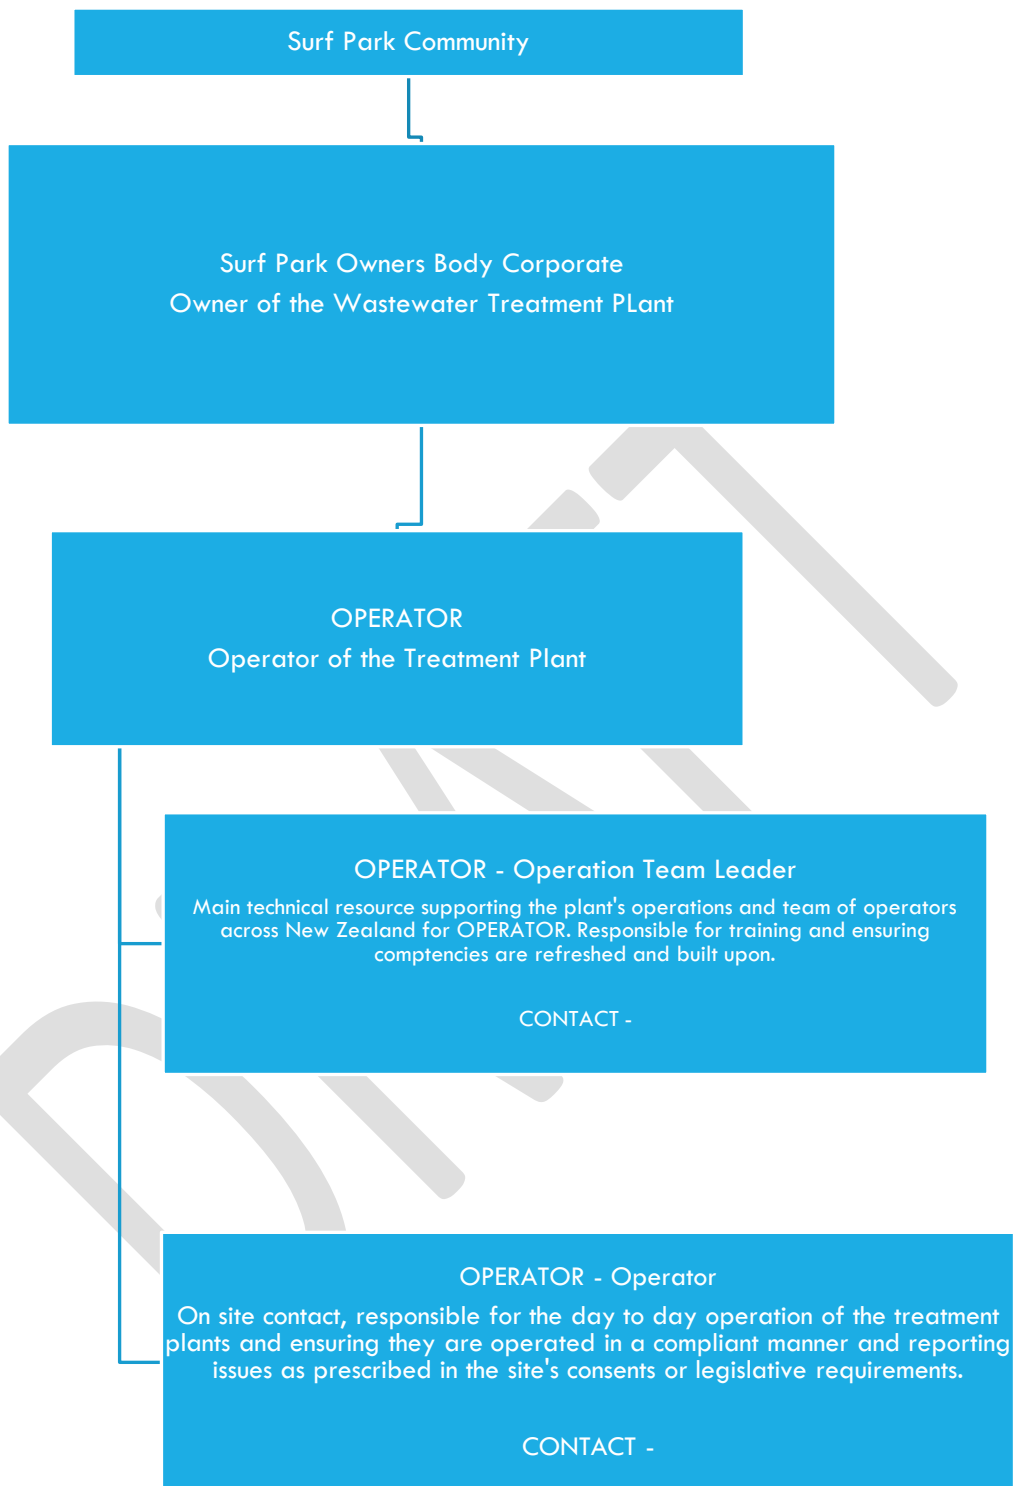 Surf Park Community
Surf Park Owners Body Corporate
Owner of the Wastewater Treatment PLant
OPERATOR
Operator of the Treatment Plant
OPERATOR - Operation Team Leader
Main technical resource supporting the plant's operations and team of operators
across New Zealand for OPERATOR. Responsible for training and ensuring
comptencies are refreshed and built upon.
CONTACT -
OPERATOR - Operator
On site contact, responsible for the day to day operation of the treatment
plants and ensuring they are operated in a compliant manner and reporting
issues as prescribed in the site's consents or legislative requirements.
CONTACT -